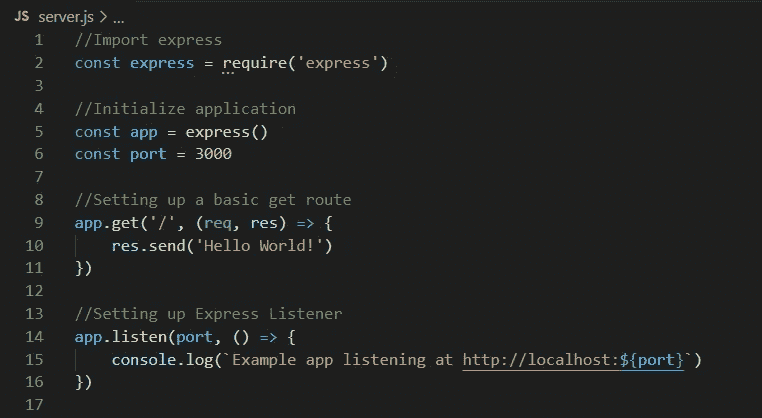 JS server.js > ...
1 //Import express
2 const express = require('express')
3
4 //Initialize application
5 const app = express()
6 const port = 3000
7
8 //Setting up a basic get route
9 app.get('/', (req, res) => {
10     res.send('Hello World!')
11 })
12
13 //Setting up Express Listener
14 app.listen(port, () => {
15     console.log(`Example app listening at http://localhost:${port}`)
16 })
17